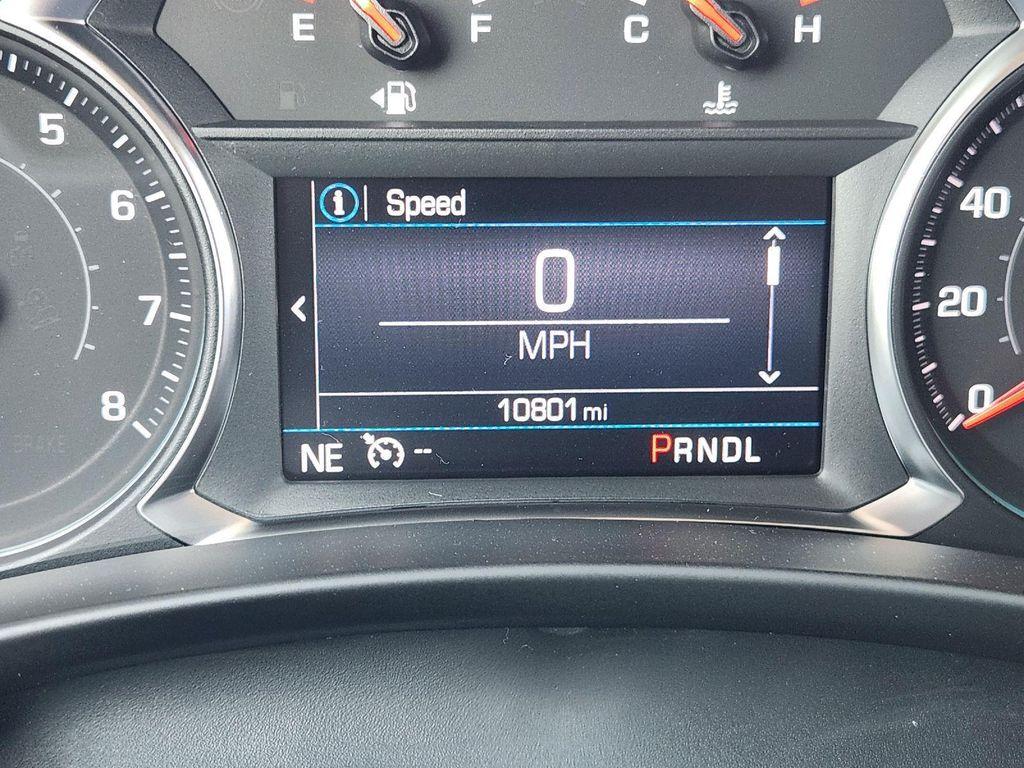 E F
C H
5
6
7
8
Speed
0
MPH
10801 mi
NE --
PRNDL
40
20
0